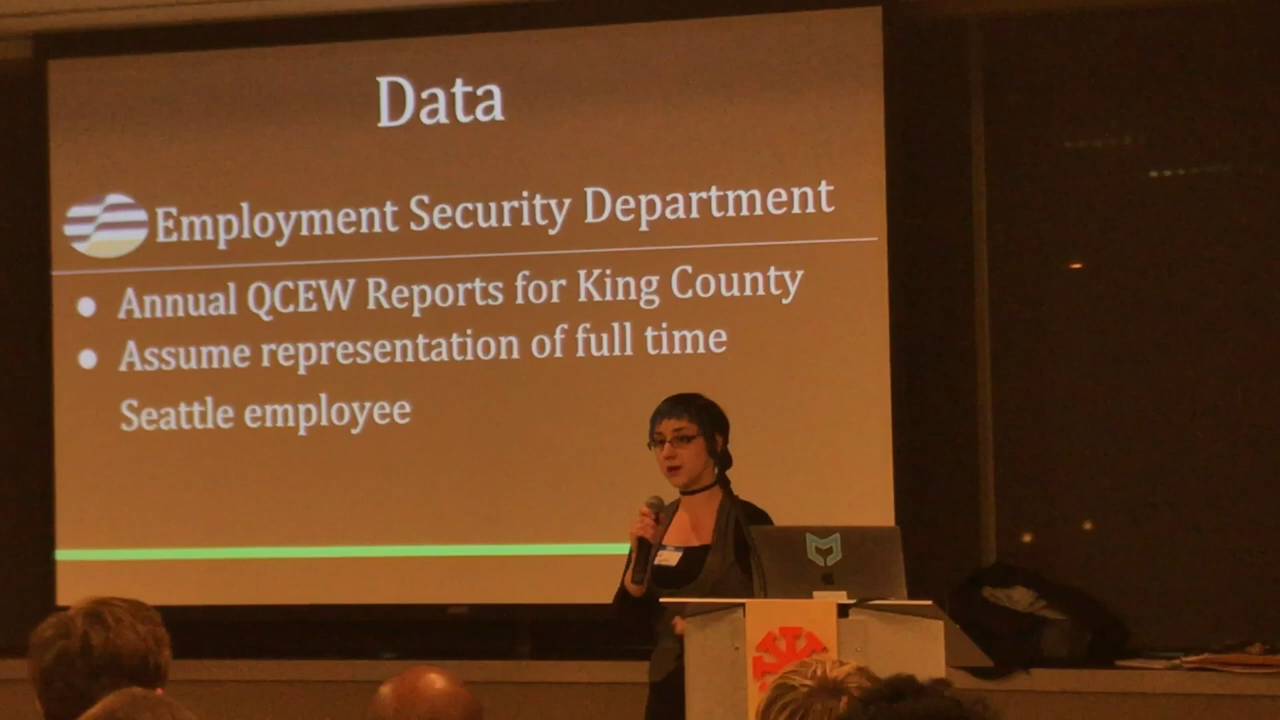 Data
Employment Security Department
● Annual QCEW Reports for King County
● Assume representation of full time
Seattle employee